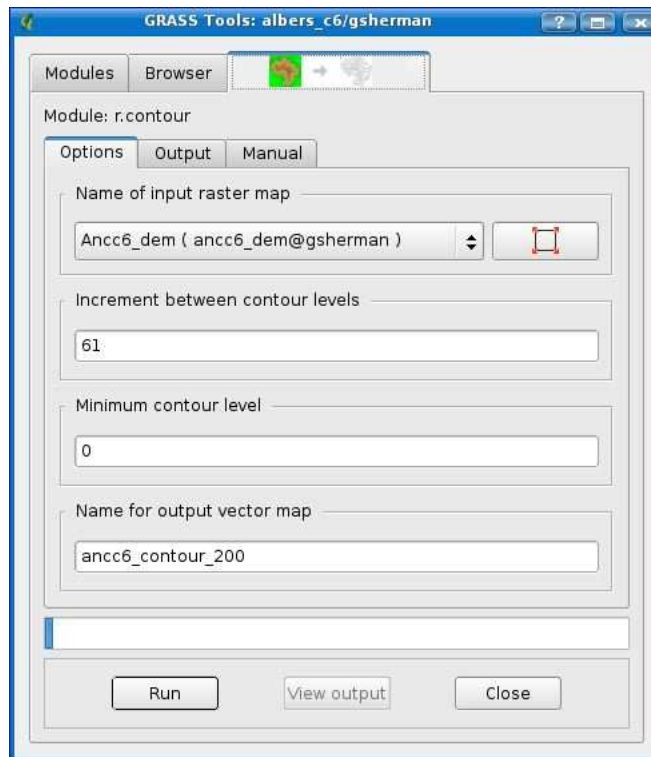 GRASS Tools: albers_c6/gsherman
Modules Browser
Module: r.contour
Options Output Manual
Name of input raster map
Ancc6_dem ( ancc6_dem@gsherman )
Increment between contour levels
61
Minimum contour level
0
Name for output vector map
ancc6_contour_200
Run View output Close